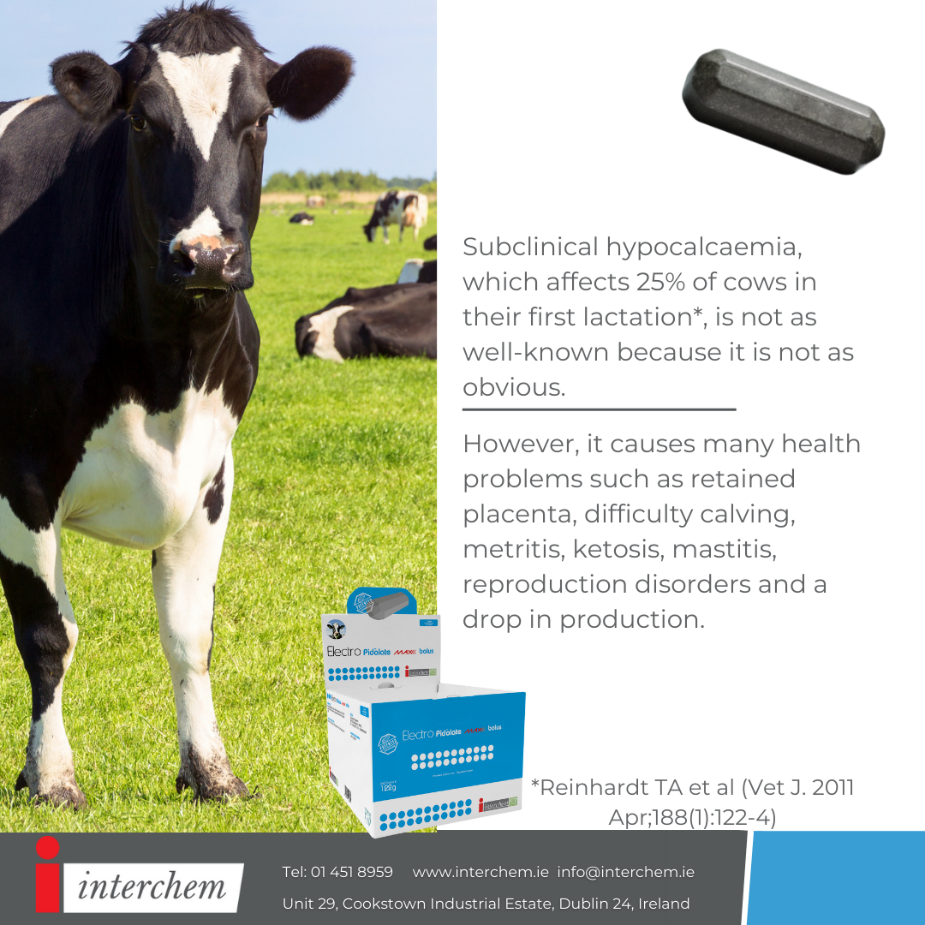 Subclinical hypocalcaemia,
which affects 25% of cows in
their first lactation*, is not as
well-known because it is not as
obvious.
However, it causes many health
problems such as retained
placenta, difficulty calving,
metritis, ketosis, mastitis,
reproduction disorders and a
drop in production.
Electro Pidolate MAXI bolus
Electro Pidolate bolus
122g
*Reinhardt TA et al (Vet J. 2011
Apr;188(1):122-4)
interchem
Tel: 01 451 8959 www.interchem.ie info@interchem.ie
Unit 29, Cookstown Industrial Estate, Dublin 24, Ireland